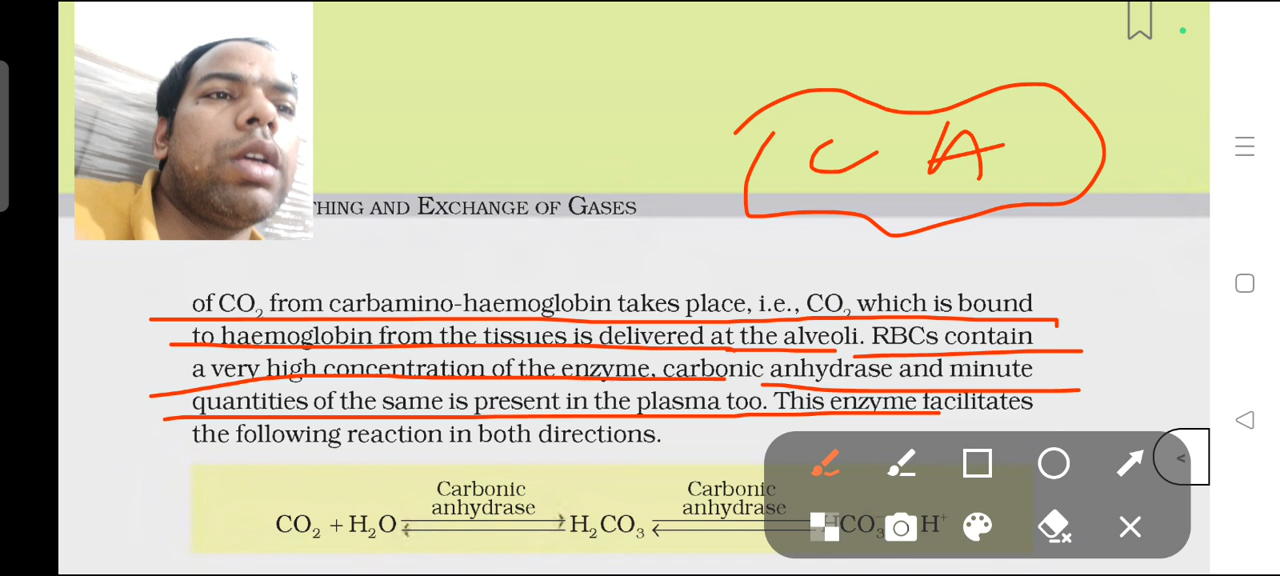 C A
THING AND EXCHANGE OF GASES
of CO₂ from carbamino-haemoglobin takes place, i.e., CO₂ which is bound
to haemoglobin from the tissues is delivered at the alveoli. RBCs contain
a very high concentration of the enzyme, carbonic anhydrase and minute
quantities of the same is present in the plasma too. This enzyme facilitates
the following reaction in both directions.
Carbonic anhydrase Carbonic anhydrase
CO₂ + H₂O ⇌ H₂CO₃ ⇌ HCO₃ H⁺